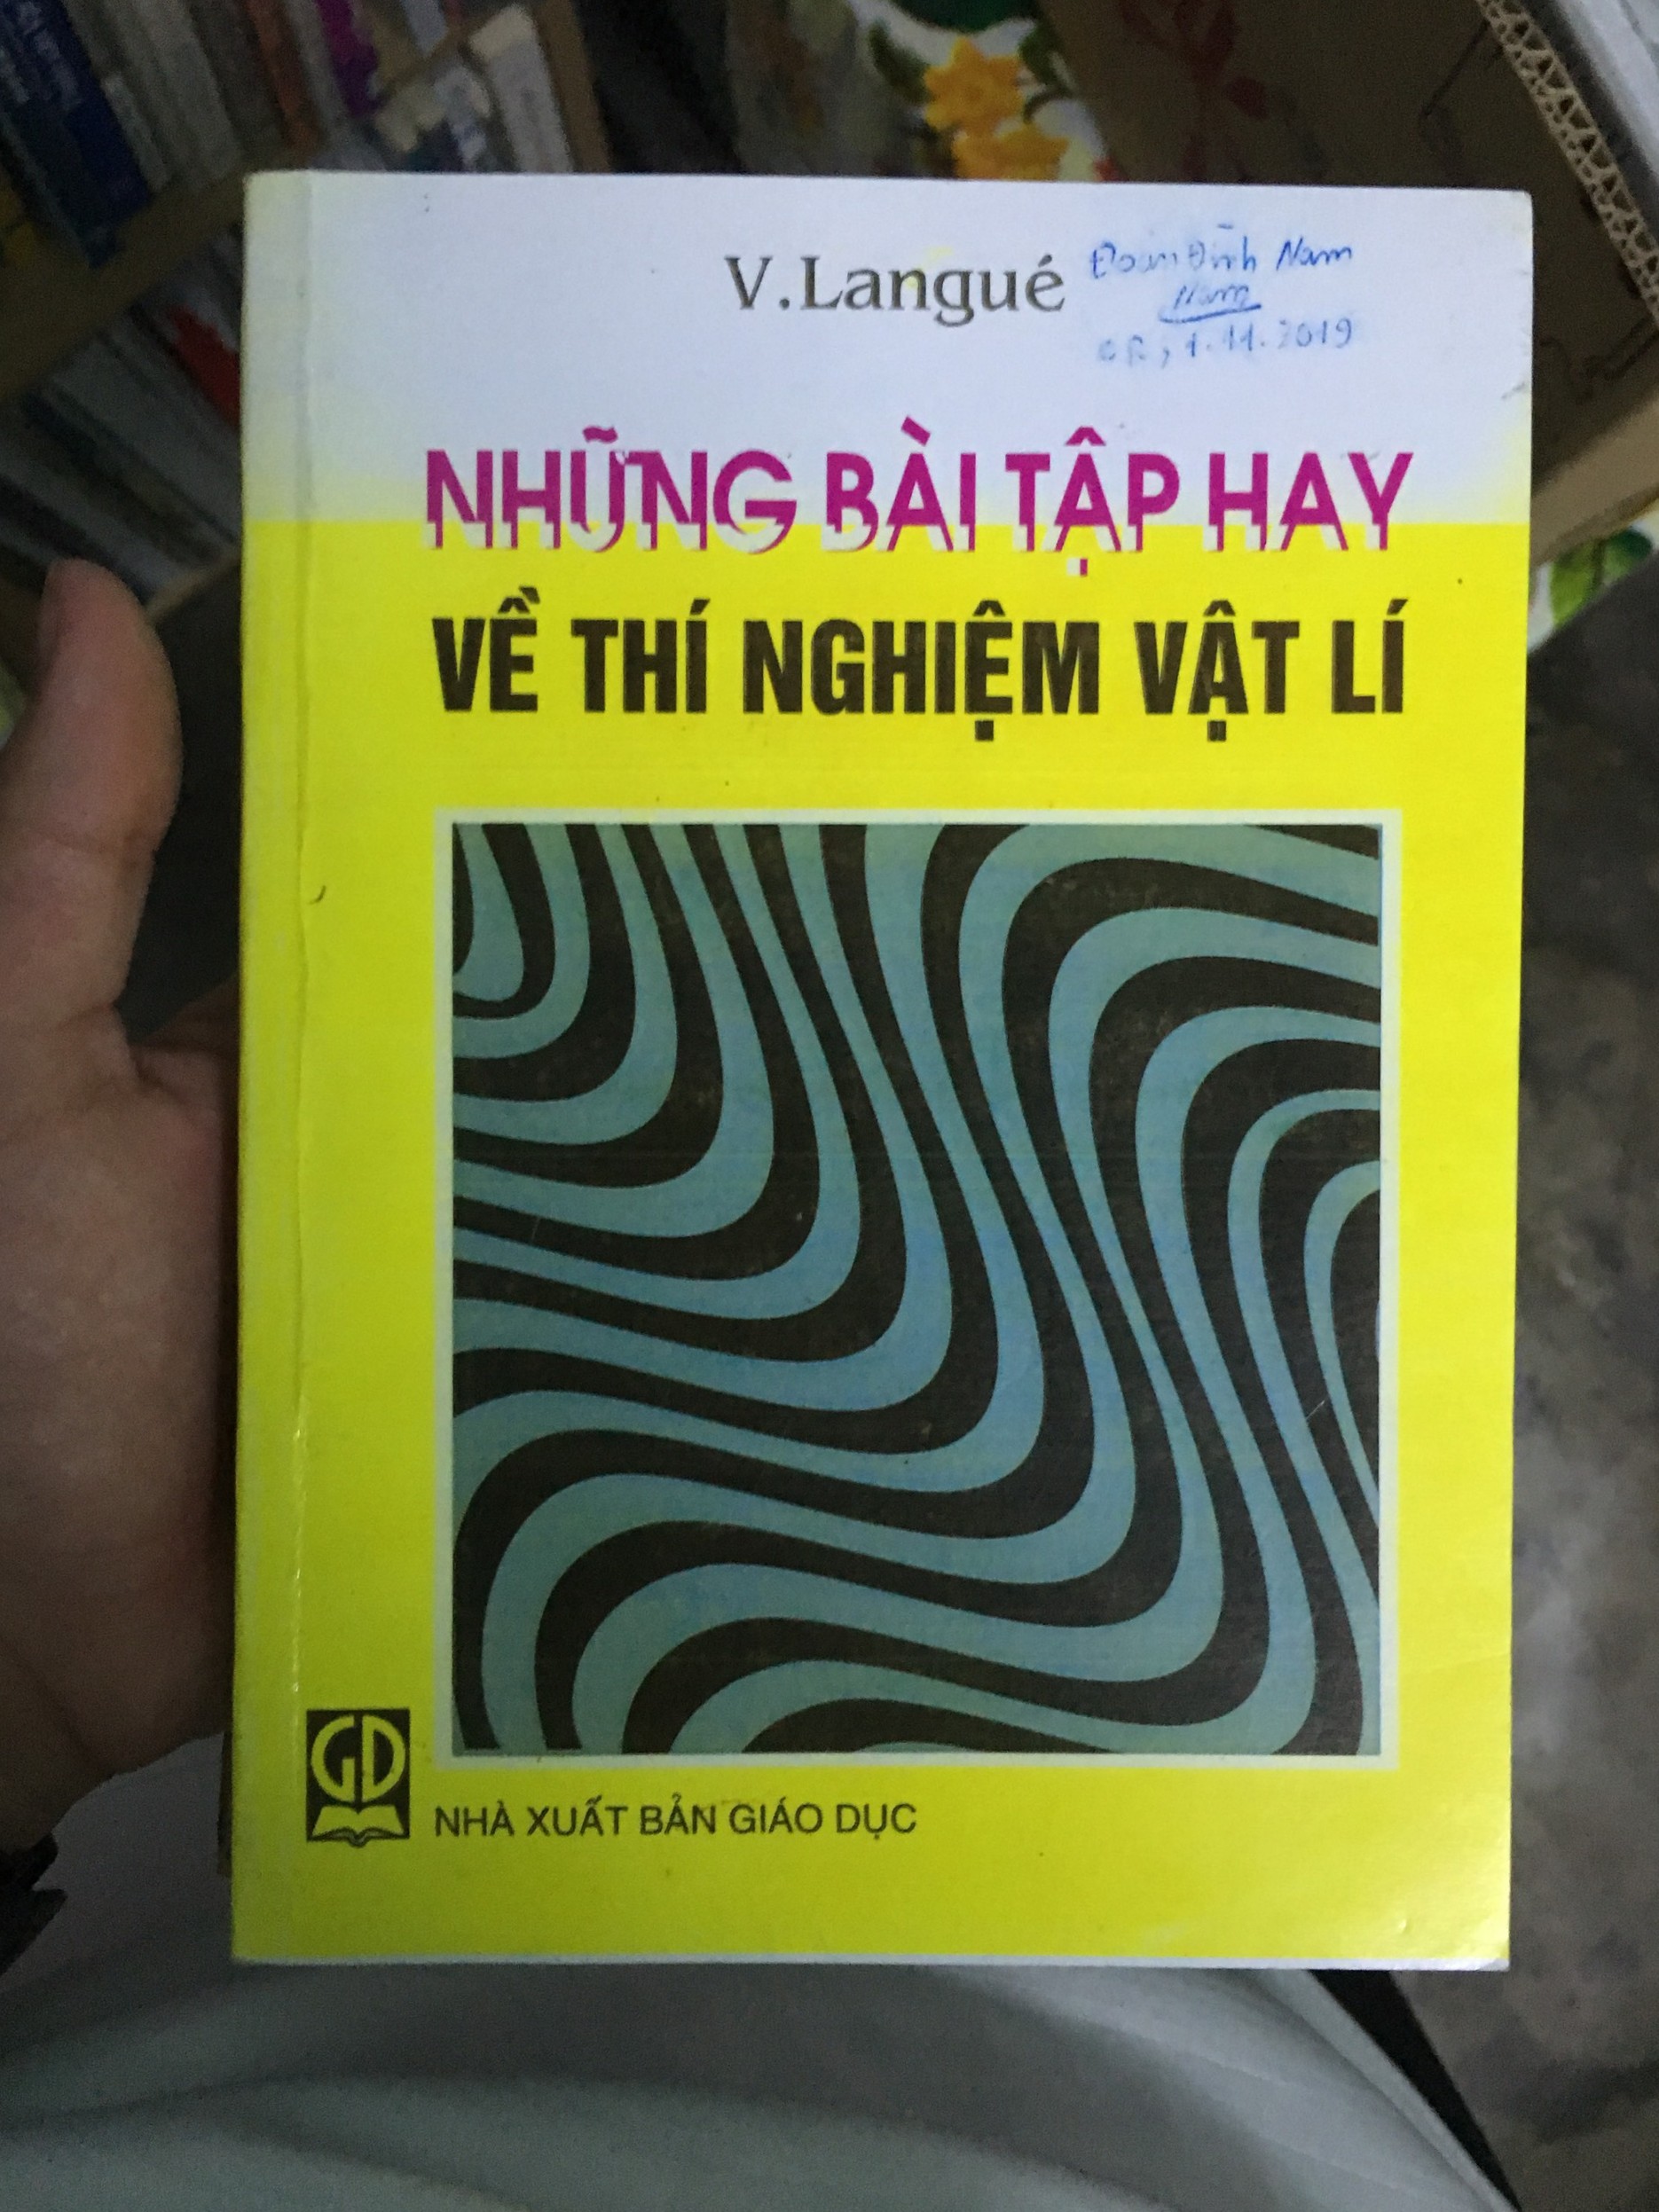 V.Langué
Đoàn Đình Nam
Nam
1.11.2019
NHỮNG BÀI TẬP HAY
VỀ THÍ NGHIỆM VẬT LÍ
GD
NHÀ XUẤT BẢN GIÁO DỤC